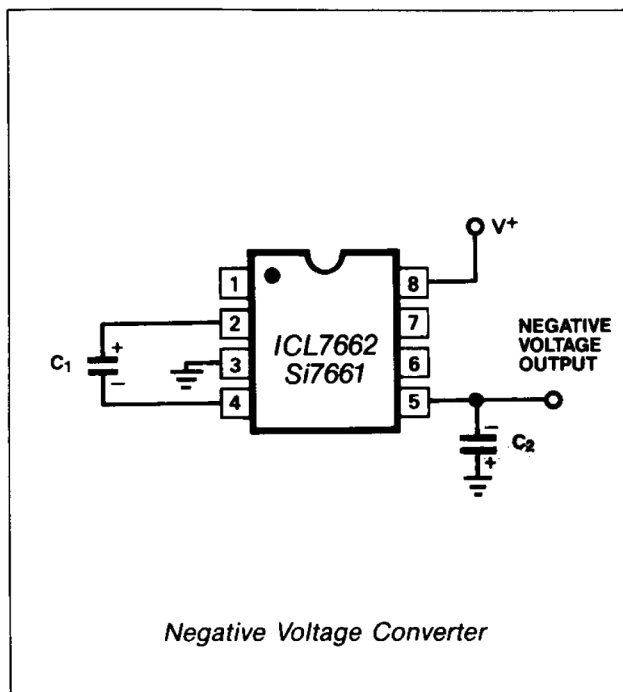 V+
1
8
2
7
NEGATIVE
VOLTAGE
OUTPUT
ICL7662
Si7661
C1
+
−
3
6
4
5
−
+
C2
Negative Voltage Converter